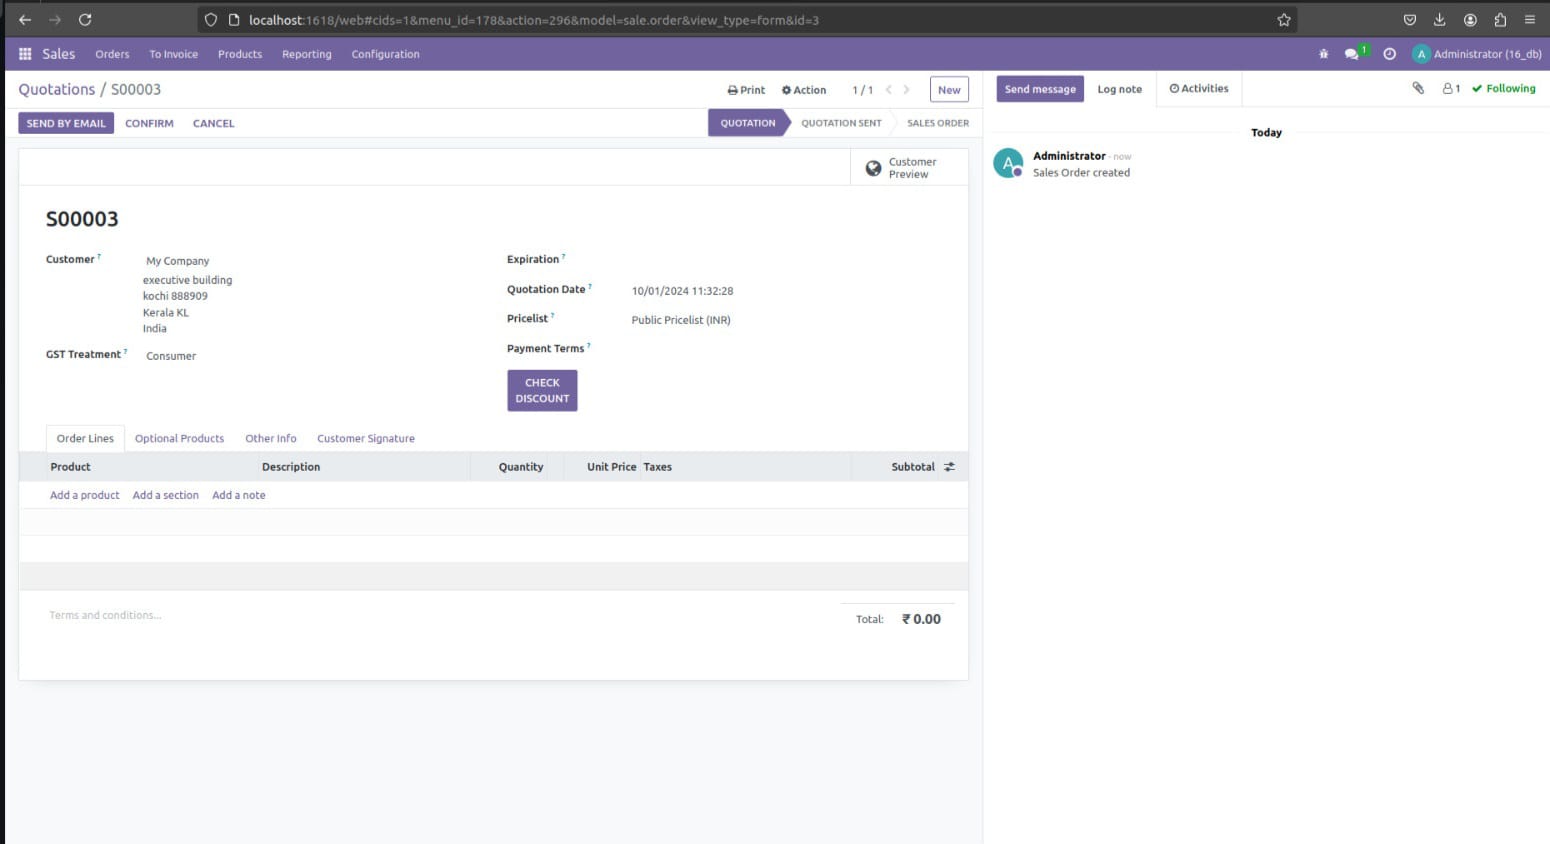 localhost:1618/web#cids=1&menu_id=178&action=296&model=sale.order&view_type=form&id=3
Sales Orders To Invoice Products Reporting Configuration 1 A Administrator (16_db)
Quotations / S00003 Print Action 1 / 1 New Send message Log note Activities 1 Following
SEND BY EMAIL CONFIRM CANCEL QUOTATION QUOTATION SENT SALES ORDER
Today
Customer
Preview
A Administrator - now
Sales Order created
S00003
Customer ? My Company
executive building
kochi 888909
Kerala KL
India
GST Treatment ? Consumer
Expiration ?
Quotation Date ? 10/01/2024 11:32:28
Pricelist ? Public Pricelist (INR)
Payment Terms ?
CHECK
DISCOUNT
Order Lines Optional Products Other Info Customer Signature
Product Description Quantity Unit Price Taxes Subtotal
Add a product Add a section Add a note
Terms and conditions...
Total: ₹ 0.00